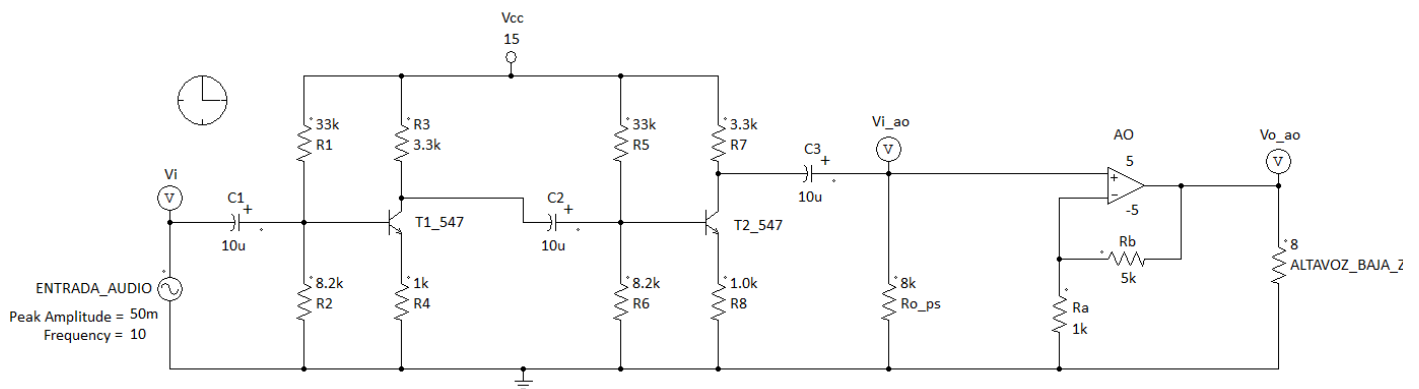 Vcc
15
33k
R1
R3
3.3k
33k
R5
3.3k
R7
Vi_ao
V
AO
5
+
−
-5
Vo_ao
V
Vi
V
C1
+
10u
T1_547
C2
+
10u
T2_547
C3
+
10u
Rb
5k
8
ALTAVOZ_BAJA_Z
ENTRADA_AUDIO
Peak Amplitude = 50m
Frequency = 10
8.2k
R2
1k
R4
8.2k
R6
1.0k
R8
8k
Ro_ps
Ra
1k